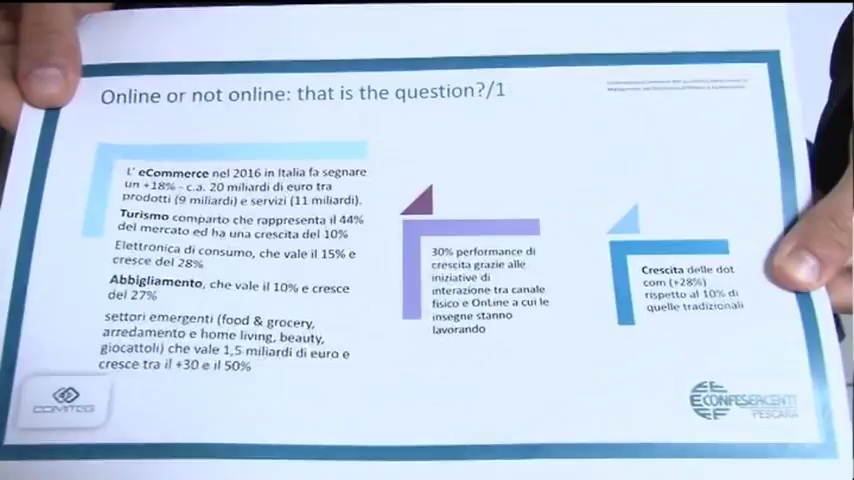 Online or not online: that is the question?/1
L' eCommerce nel 2016 in Italia fa segnare
un +18% - c.a. 20 miliardi di euro tra
prodotti (9 miliardi) e servizi (11 miliardi).
Turismo comparto che rappresenta il 44%
del mercato ed ha una crescita del 10%
Elettronica di consumo, che vale il 15% e
cresce del 28%
Abbigliamento, che vale il 10% e cresce
del 27%
settori emergenti (food & grocery,
arredamento e home living, beauty,
giocattoli) che vale 1,5 miliardi di euro e
cresce tra il +30 e il 50%
30% performance di
crescita grazie alle
iniziative di
interazione tra canale
fisico e Online a cui le
insegne stanno
lavorando
Crescita delle dot
com (+28%)
rispetto al 10% di
quelle tradizionali
COMITEG
CONFESERCENTI
PESCARA